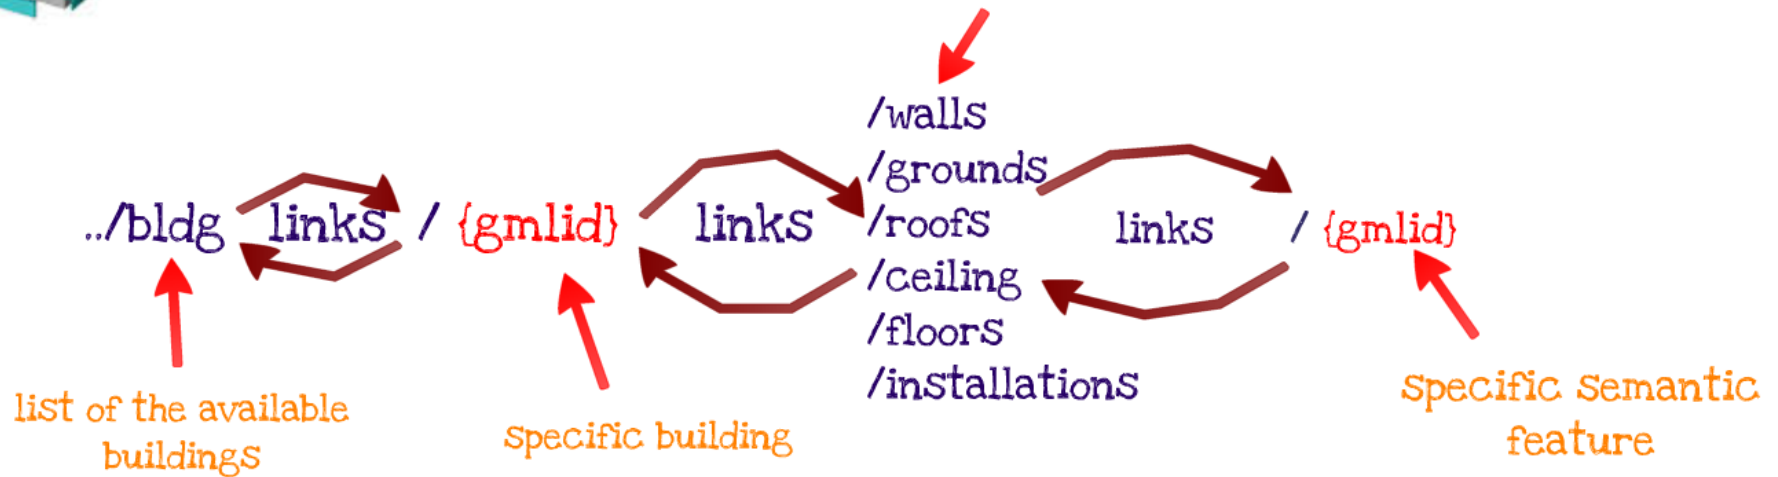 /walls
/grounds
../bldg links / {gmlid} links /roofs links / {gmlid}
/ceiling
/floors
/installations
list of the available
buildings
specific building
specific semantic
feature